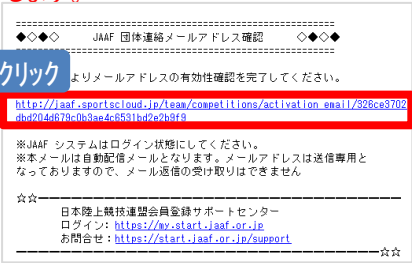 ==================================================
◆◇◆◇ JAAF 団体連絡メールアドレス確認 ◇◆◇◆
==================================================
クリック
よりメールアドレスの有効性確認を完了してください。
http://jaaf.sportscloud.jp/team/competitions/activation_email/326ce3702
dbd204d679c0b3ae4c6531bd2e2b9f9
※JAAF システムはログイン状態にしてください。
※本メールは自動配信メールとなります。メールアドレスは送信専用と
なっておりますので、メール返信の受け取りはできません
☆☆━━━━━━━━━━━━━━━━━━━━━━━━━━━━━━
日本陸上競技連盟会員登録サポートセンター
ログイン: https://my.start.jaaf.or.jp
お問合せ: https://start.jaaf.or.jp/support
━━━━━━━━━━━━━━━━━━━━━━━━━━━━━━☆☆